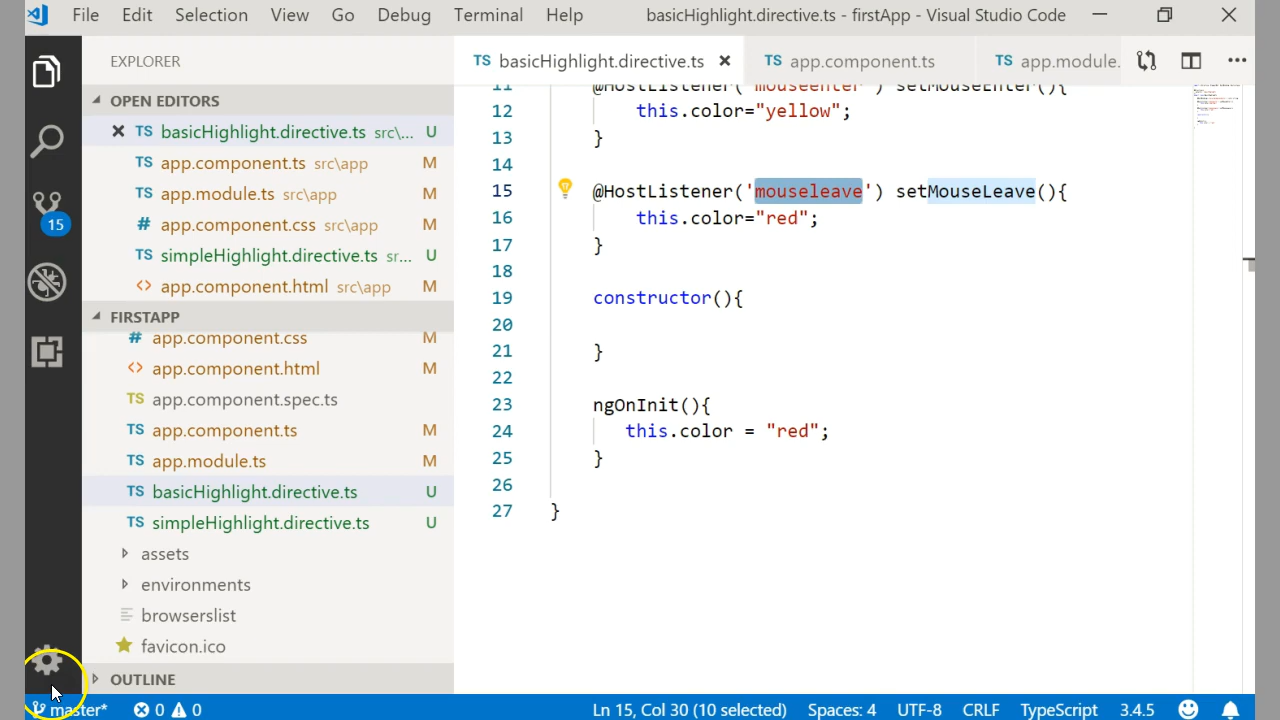 File Edit Selection View Go Debug Terminal Help basicHighlight.directive.ts - firstApp - Visual Studio Code
EXPLORER
TS basicHighlight.directive.ts TS app.component.ts TS app.module.
OPEN EDITORS
TS basicHighlight.directive.ts src\... U
TS app.component.ts src\app M
TS app.module.ts src\app M
# app.component.css src\app M
TS simpleHighlight.directive.ts sr... U
<> app.component.html src\app M
15
FIRSTAPP
# app.component.css M
<> app.component.html M
TS app.component.spec.ts
TS app.component.ts M
TS app.module.ts M
TS basicHighlight.directive.ts U
TS simpleHighlight.directive.ts U
assets
environments
browserslist
favicon.ico
OUTLINE
11 @HostListener('mouseenter') setMouseEnter(){
12 this.color="yellow";
13 }
14
15 @HostListener('mouseleave') setMouseLeave(){
16 this.color="red";
17 }
18
19 constructor(){
20
21 }
22
23 ngOnInit(){
24 this.color = "red";
25 }
26
27 }
master* 0 0 Ln 15, Col 30 (10 selected) Spaces: 4 UTF-8 CRLF TypeScript 3.4.5